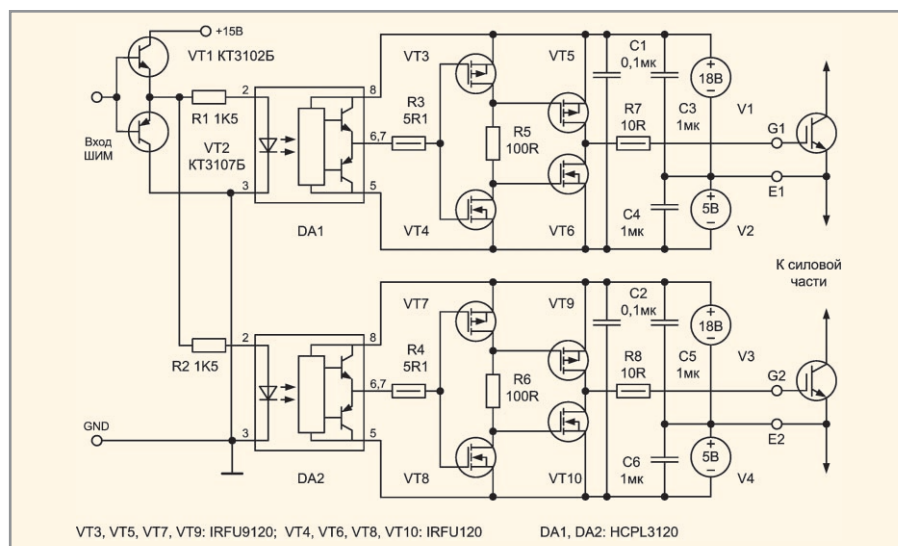 +15В
VT1 КТ3102Б
Вход
ШИМ
2
R1 1K5
VT2
КТ3107Б
3
8
6,7
5
DA1
R3
5R1
VT3
VT4
R5
100R
VT5
VT6
R7
10R
C1
0,1мк
C3
1мк
C4
1мк
+
18В
−
V1
+
5В
−
V2
G1
E1
К силовой
части
2
R2 1K5
GND
3
8
6,7
5
DA2
R4
5R1
VT7
VT8
R6
100R
VT9
VT10
R8
10R
C2
0,1мк
C5
1мк
C6
1мк
+
18В
−
V3
+
5В
−
V4
G2
E2
VT3, VT5, VT7, VT9: IRFU9120; VT4, VT6, VT8, VT10: IRFU120 DA1, DA2: HCPL3120